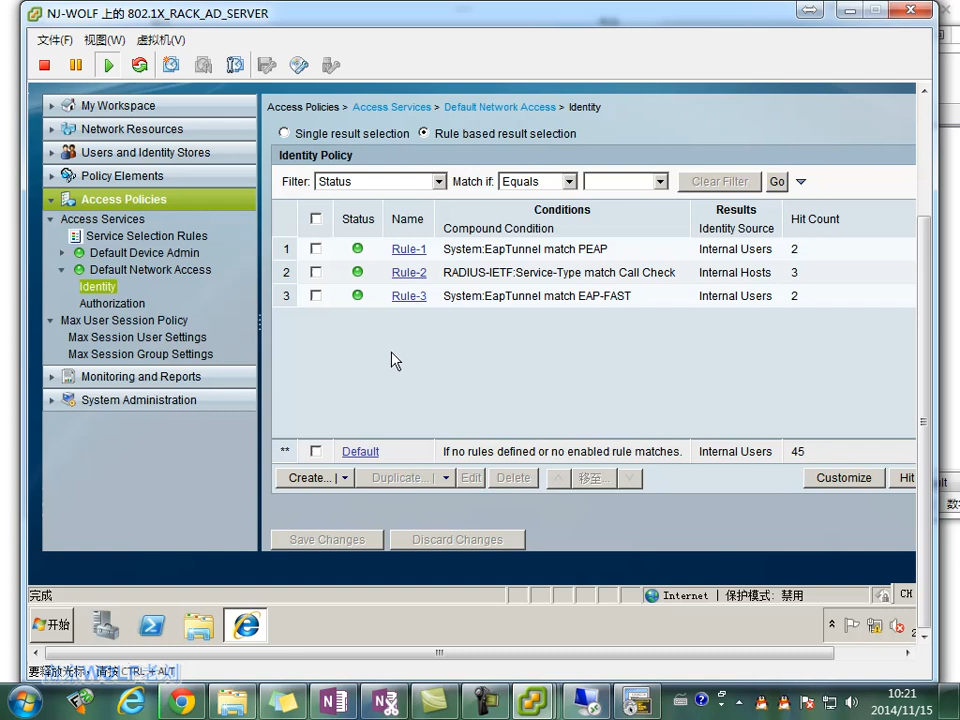 NJ-WOLF 上的 802.1X_RACK_AD_SERVER
文件(F) 视图(W) 虚拟机(V)
My Workspace
Network Resources
Users and Identity Stores
Policy Elements
Access Policies
Access Services
Service Selection Rules
Default Device Admin
Default Network Access
Identity
Authorization
Max User Session Policy
Max Session User Settings
Max Session Group Settings
Monitoring and Reports
System Administration
Access Policies > Access Services > Default Network Access > Identity
Single result selection Rule based result selection
Identity Policy
Filter: Status Match if: Equals Clear Filter Go
Status Name Conditions Results Hit Count
Compound Condition Identity Source
1 Rule-1 System:EapTunnel match PEAP Internal Users 2
2 Rule-2 RADIUS-IETF:Service-Type match Call Check Internal Hosts 3
3 Rule-3 System:EapTunnel match EAP-FAST Internal Users 2
** Default If no rules defined or no enabled rule matches. Internal Users 45
Create... Duplicate... Edit Delete 移至... Customize Hit
Save Changes Discard Changes
完成 Internet | 保护模式: 禁用 CH
开始
要释放光标，请按 CTRL + ALT
10:21
2014/11/15